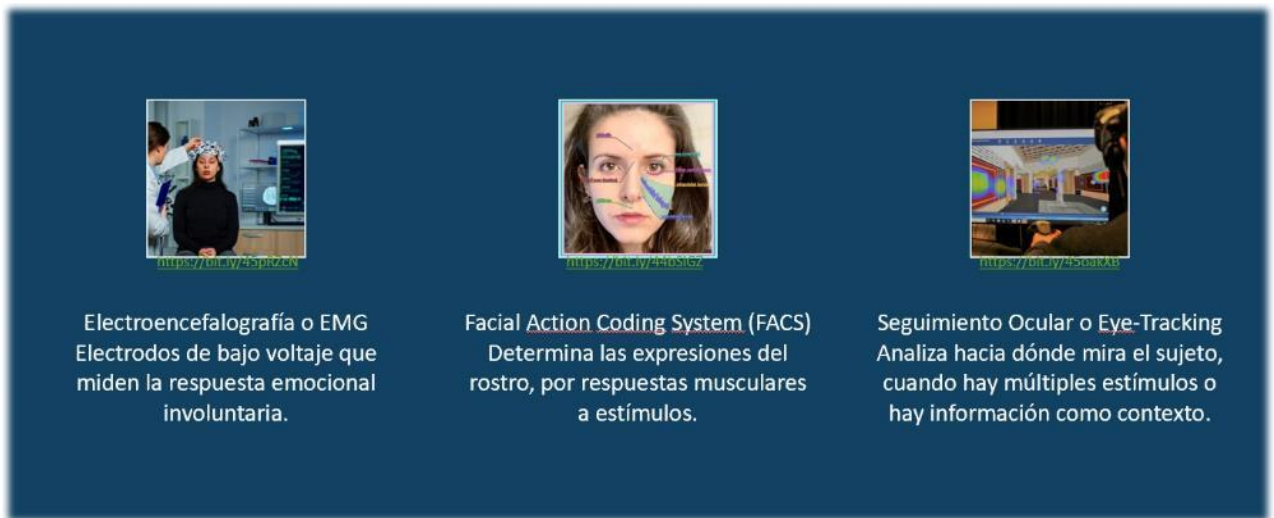 Electroencefalografía o EMG
Electrodos de bajo voltaje que
miden la respuesta emocional
involuntaria.
Facial Action Coding System (FACS)
Determina las expresiones del
rostro, por respuestas musculares
a estímulos.
Seguimiento Ocular o Eye-Tracking
Analiza hacia dónde mira el sujeto,
cuando hay múltiples estímulos o
hay información como contexto.